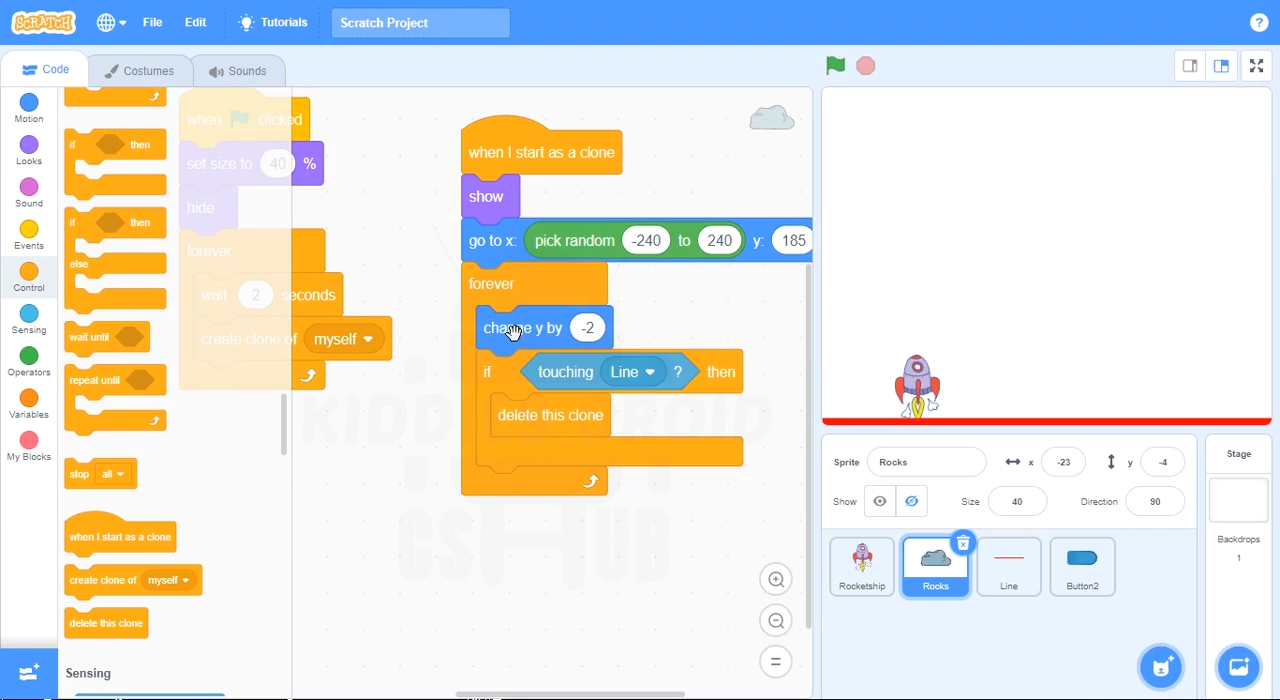 SCRATCH
File
Edit
Tutorials
Scratch Project
?
Code
Costumes
Sounds
Motion
Looks
Sound
Events
Control
Sensing
Operators
Variables
My Blocks
if then
if then
else
wait until
repeat until
stop all
when I start as a clone
create clone of myself
delete this clone
Sensing
when clicked
set size to 40 %
hide
forever
wait 2 seconds
create clone of myself
when I start as a clone
show
go to x: pick random -240 to 240 y: 185
forever
change y by -2
if touching Line ? then
delete this clone
Sprite Rocks x -23 y -4
Show Size 40 Direction 90
Rocketship
Rocks
Line
Button2
Stage
Backdrops
1